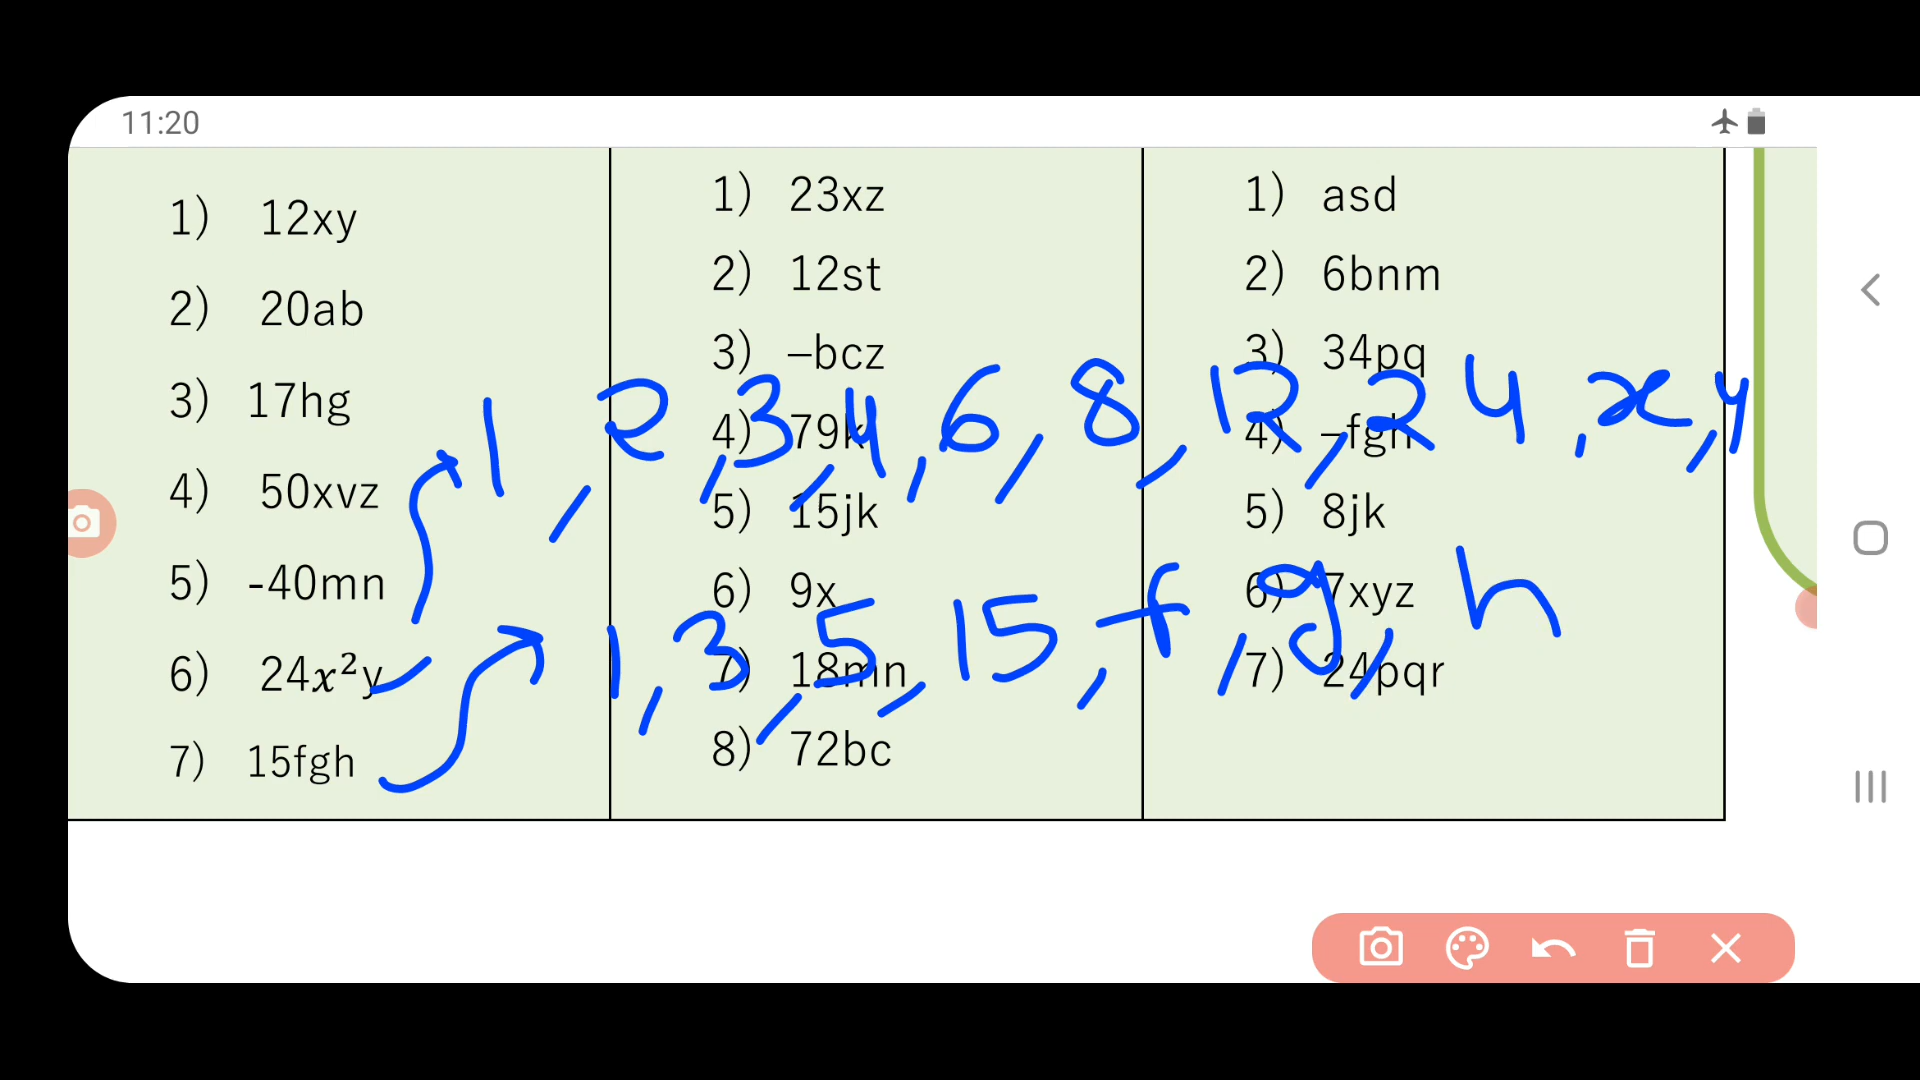 11:20
1) 12xy
2) 20ab
3) 17hg
4) 50xvz
5) -40mn
6) 24x²y
7) 15fgh
1) 23xz
2) 12st
3) –bcz
4) 79k
5) 15jk
6) 9x
7) 18mn
8) 72bc
1) asd
2) 6bnm
3) 34pq
4) –fgh
5) 8jk
6) 7xyz
7) 24pqr
1, 2, 3, 4, 6, 8, 12, 24, x, y
1, 3, 5, 15, f, g, h